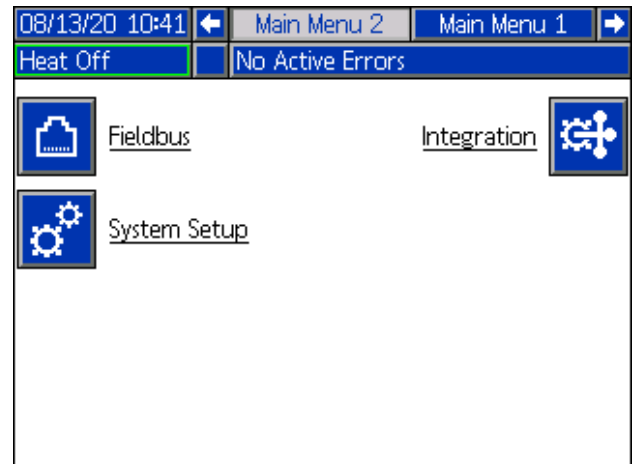 08/13/20 10:41 Main Menu 2 Main Menu 1
Heat Off No Active Errors
Fieldbus Integration
System Setup